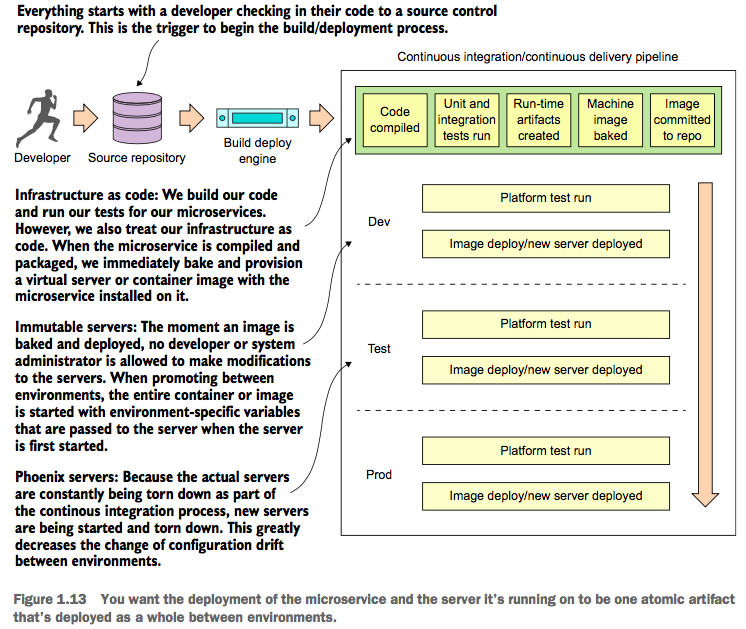 Everything starts with a developer checking in their code to a source control
repository. This is the trigger to begin the build/deployment process.
Continuous integration/continuous delivery pipeline
Developer
Source repository
Build deploy
engine
Code
compiled
Unit and
integration
tests run
Run-time
artifacts
created
Machine
image
baked
Image
committed
to repo
Infrastructure as code: We build our code
and run our tests for our microservices.
However, we also treat our infrastructure as
code. When the microservice is compiled and
packaged, we immediately bake and provision
a virtual server or container image with the
microservice installed on it.
Immutable servers: The moment an image is
baked and deployed, no developer or system
administrator is allowed to make modifications
to the servers. When promoting between
environments, the entire container or image
is started with environment-specific variables
that are passed to the server when the server
is first started.
Phoenix servers: Because the actual servers
are constantly being torn down as part of
the continous integration process, new servers
are being started and torn down. This greatly
decreases the change of configuration drift
between environments.
Dev
Platform test run
Image deploy/new server deployed
Test
Platform test run
Image deploy/new server deployed
Prod
Platform test run
Image deploy/new server deployed
Figure 1.13 You want the deployment of the microservice and the server it's running on to be one atomic artifact
that's deployed as a whole between environments.